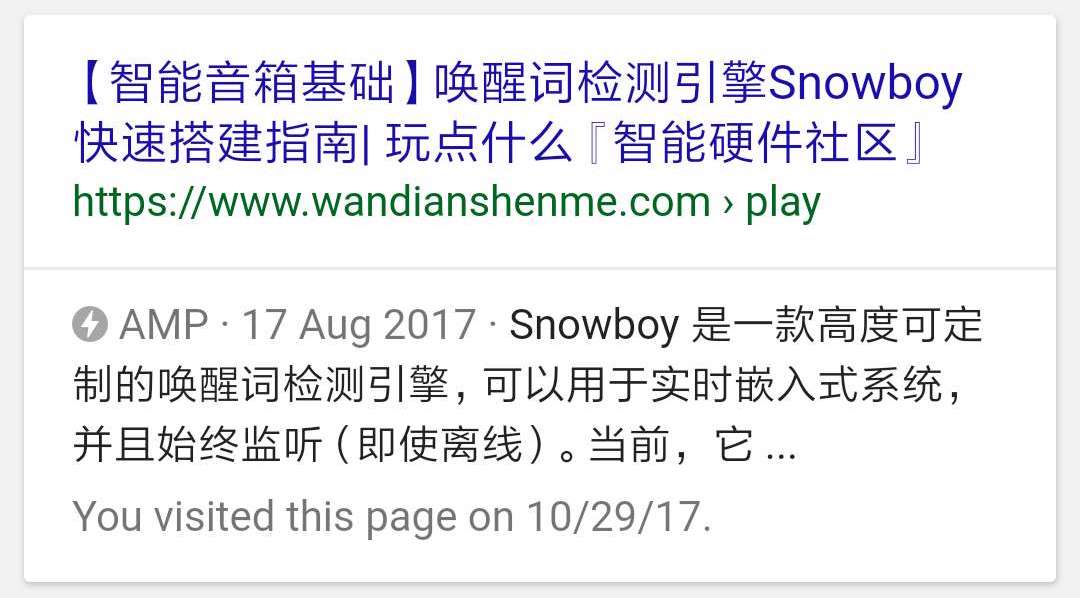 【智能音箱基础】唤醒词检测引擎Snowboy
快速搭建指南| 玩点什么『智能硬件社区』
https://www.wandianshenme.com › play
AMP · 17 Aug 2017 · Snowboy 是一款高度可定
制的唤醒词检测引擎，可以用于实时嵌入式系统，
并且始终监听（即使离线）。当前，它 ...
You visited this page on 10/29/17.